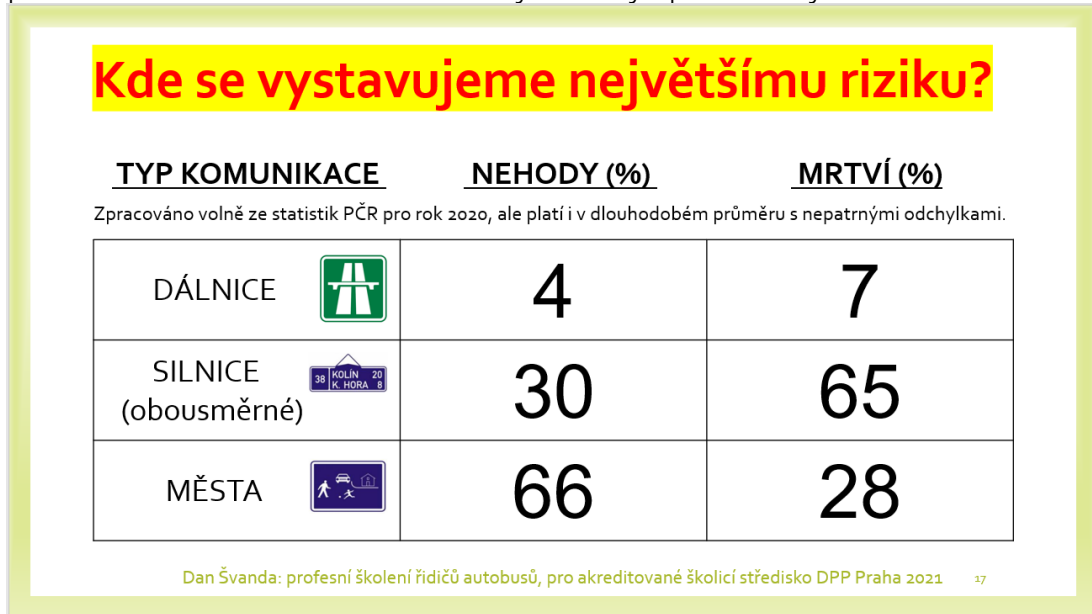 Kde se vystavujeme největšímu riziku?
TYP KOMUNIKACE NEHODY (%) MRTVÍ (%)
Zpracováno volně ze statistik PČR pro rok 2020, ale platí i v dlouhodobém průměru s nepatrnými odchylkami.
DÁLNICE 4 7
SILNICE
(obousměrné)
38 KOLÍN 20
K. HORA 8
30 65
MĚSTA 66 28
Dan Švanda: profesní školení řidičů autobusů, pro akreditované školicí středisko DPP Praha 2021 17